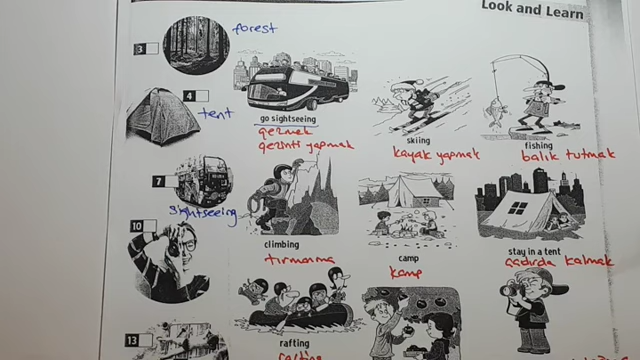 Look and Learn
3
forest
4
tent
go sightseeing
gezmek
gezinti yapmak
skiing
kayak yapmak
fishing
balık tutmak
7
sightseeing
climbing
tırmanma
camp
kamp
stay in a tent
çadırda kalmak
10
13
rafting
rafting